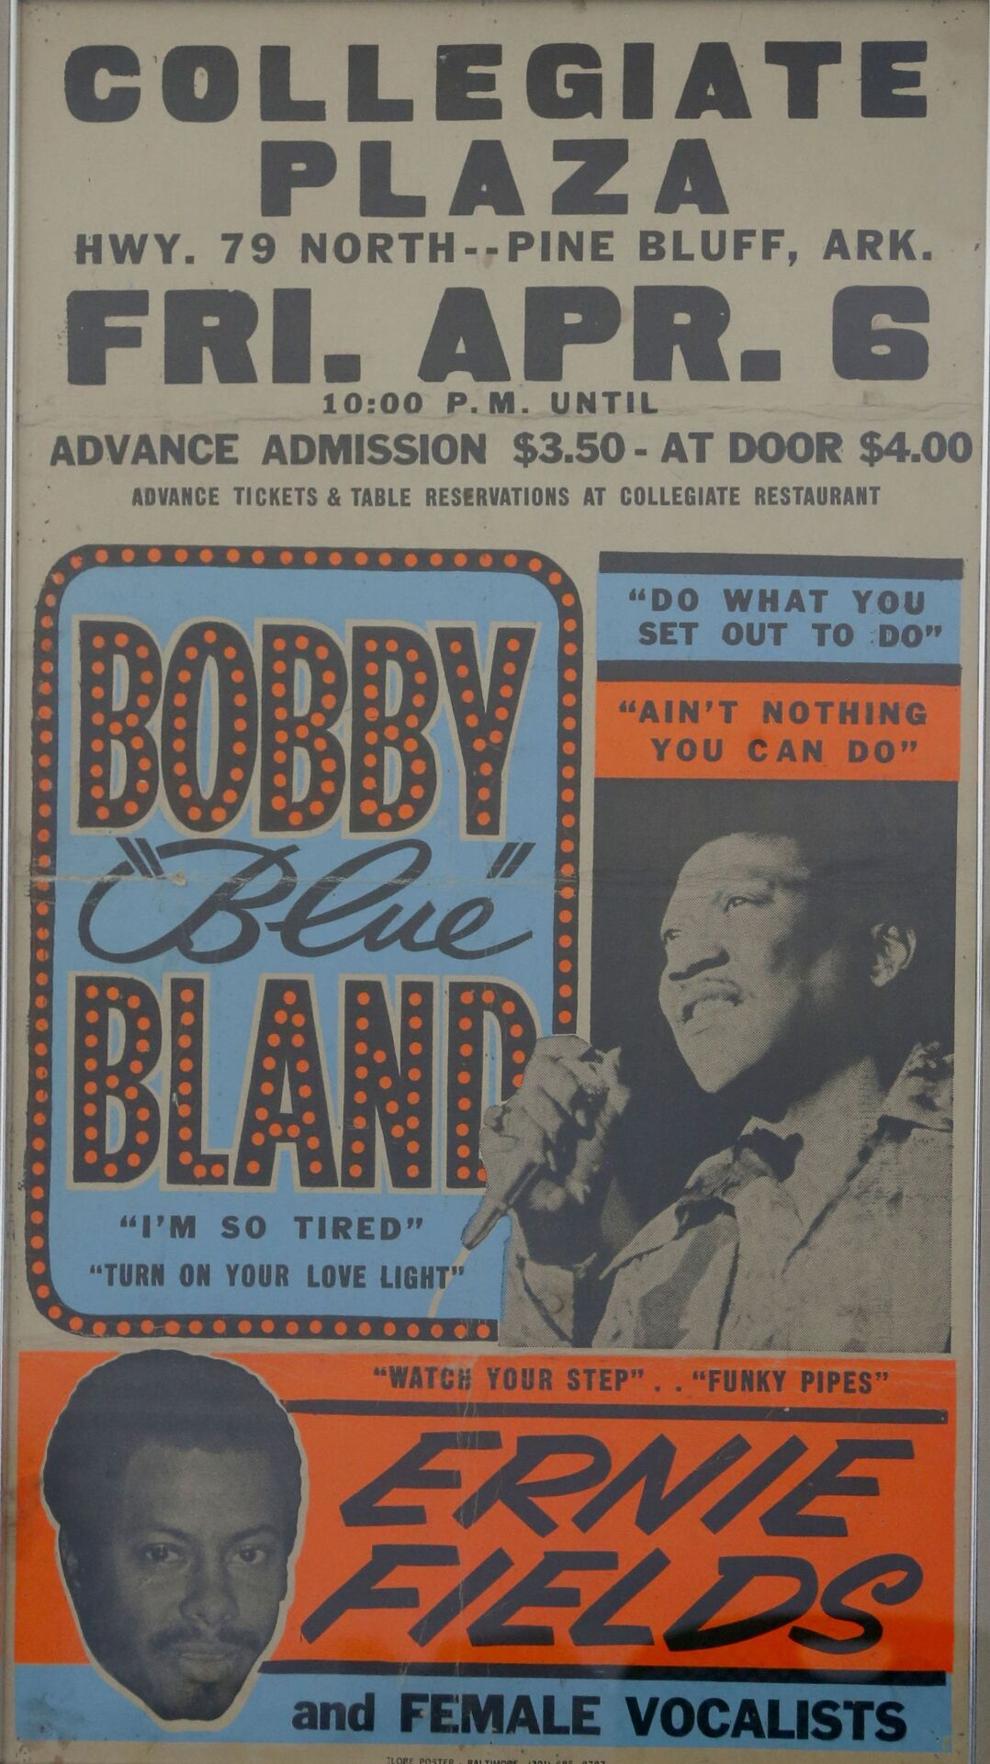 COLLEGIATE
PLAZA
HWY. 79 NORTH--PINE BLUFF, ARK.
FRI. APR. 6
10:00 P.M. UNTIL
ADVANCE ADMISSION $3.50 - AT DOOR $4.00
ADVANCE TICKETS & TABLE RESERVATIONS AT COLLEGIATE RESTAURANT
"DO WHAT YOU
SET OUT TO DO"
"AIN'T NOTHING
YOU CAN DO"
BOBBY
"Blue"
BLAND
"I'M SO TIRED"
"TURN ON YOUR LOVE LIGHT"
"WATCH YOUR STEP" . . "FUNKY PIPES"
ERNIE
FIELDS
and FEMALE VOCALISTS
POSTER - BALTIMORE